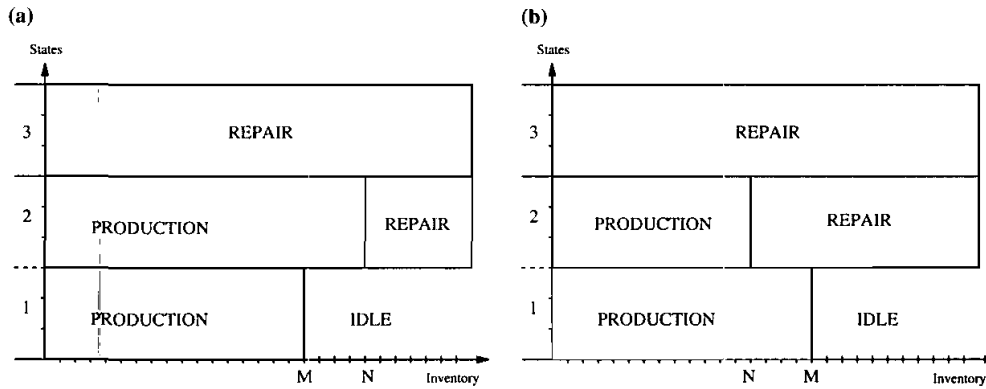 (a)
States
3
REPAIR
2
PRODUCTION
REPAIR
1
PRODUCTION
IDLE
M
N
Inventory
(b)
States
3
REPAIR
2
PRODUCTION
REPAIR
1
PRODUCTION
IDLE
N
M
Inventory